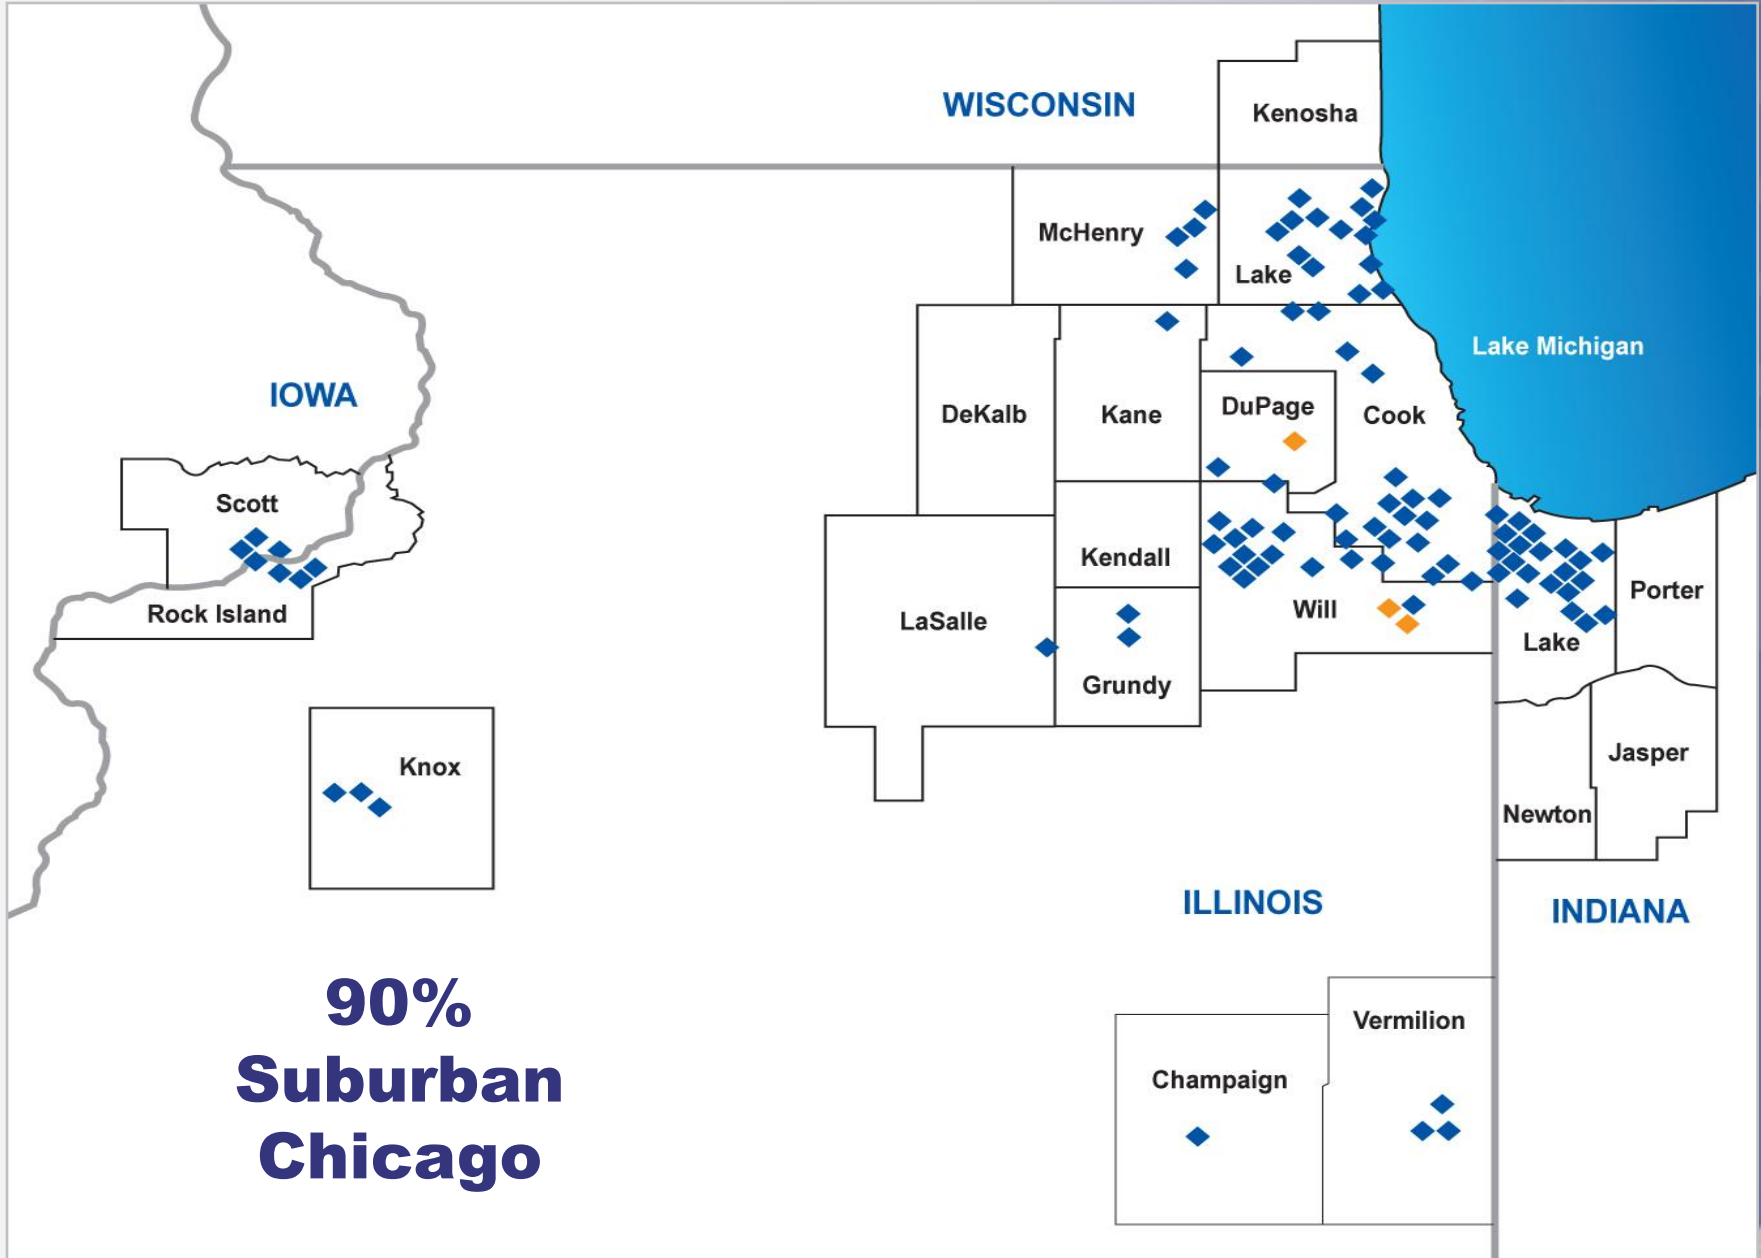 WISCONSIN
Kenosha
McHenry
Lake
Lake Michigan
IOWA
DeKalb
Kane
DuPage
Cook
Scott
Kendall
Rock Island
LaSalle
Will
Porter
Lake
Grundy
Knox
Jasper
Newton
ILLINOIS
INDIANA
90%
Suburban
Chicago
Vermilion
Champaign